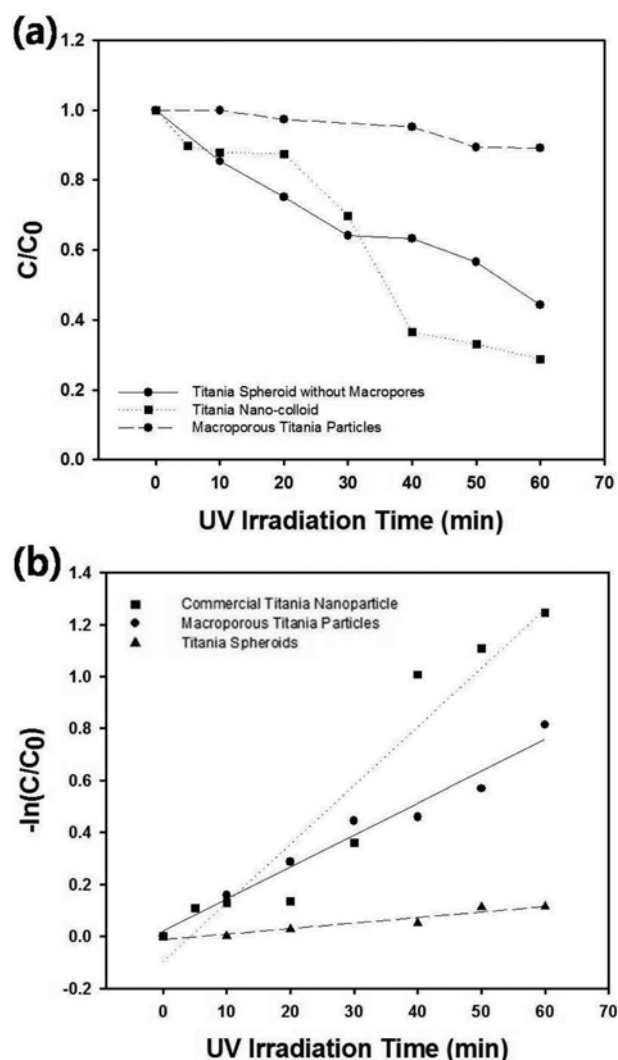 (a)
1.2
1.0
0.8
0.6
0.4
0.2
0.0
C/C0
Titania Spheroid without Macropores
Titania Nano-colloid
Macroporous Titania Particles
0 10 20 30 40 50 60 70
UV Irradiation Time (min)
(b)
1.4
1.2
1.0
0.8
0.6
0.4
0.2
0.0
-0.2
-ln(C/C0)
Commercial Titania Nanoparticle
Macroporous Titania Particles
Titania Spheroids
0 10 20 30 40 50 60 70
UV Irradiation Time (min)